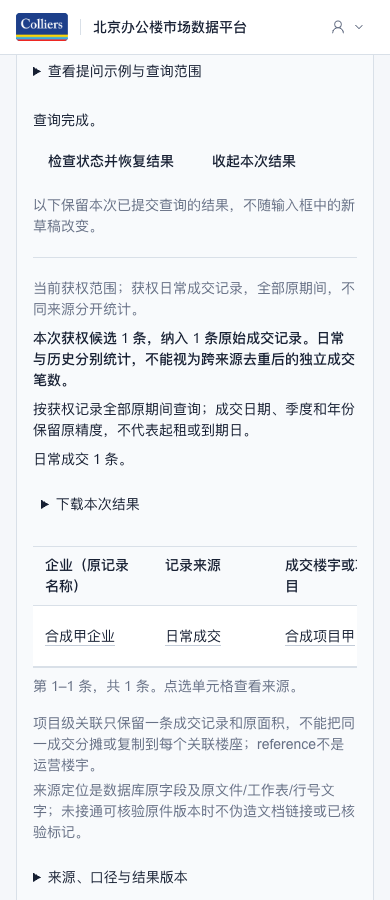 Colliers
北京办公楼市场数据平台
▶ 查看提问示例与查询范围
查询完成。
检查状态并恢复结果 收起本次结果
以下保留本次已提交查询的结果，不随输入框中的新
草稿改变。
当前获权范围；获权日常成交记录，全部原期间，不
同来源分开统计。
本次获权候选 1 条，纳入 1 条原始成交记录。日常
与历史分别统计，不能视为跨来源去重后的独立成交
笔数。
按获权记录全部原期间查询；成交日期、季度和年份
保留原精度，不代表起租或到期日。
日常成交 1 条。
▶ 下载本次结果
企业（原记录 记录来源 成交楼宇或
名称） 目
合成甲企业 日常成交 合成项目甲
第 1–1 条，共 1 条。点选单元格查看来源。
项目级关联只保留一条成交记录和原面积，不能把同
一成交分摊或复制到每个关联楼座；reference不是
运营楼宇。
来源定位是数据库原字段及原文件/工作表/行号文
字；未接通可核验原件版本时不伪造文档链接或已核
验标记。
▶ 来源、口径与结果版本